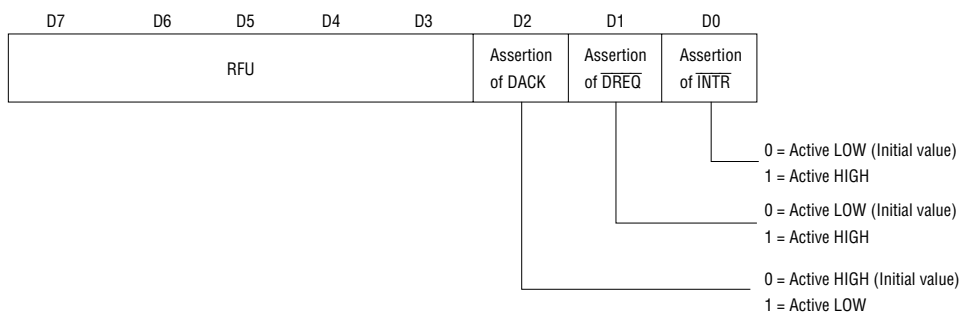 D7 D6 D5 D4 D3 D2 D1 D0
RFU
Assertion
of DACK
Assertion
of DREQ
Assertion
of INTR
0 = Active LOW (Initial value)
1 = Active HIGH
0 = Active LOW (Initial value)
1 = Active HIGH
0 = Active HIGH (Initial value)
1 = Active LOW